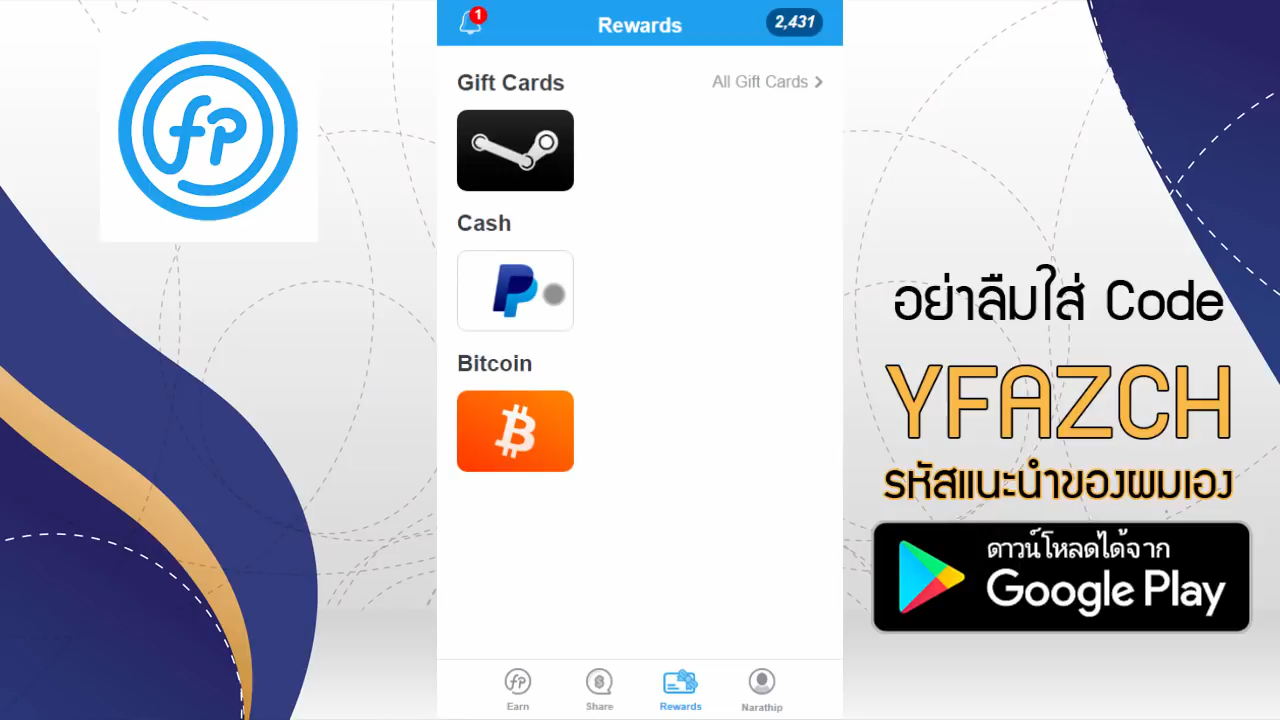 fp
1
Rewards
2,431
Gift Cards
All Gift Cards
Cash
Bitcoin
Earn
Share
Rewards
Narathip
อย่าลืมใส่ Code
YFAZCH
รหัสแนะนำของผมเอง
ดาวน์โหลดได้จาก
Google Play